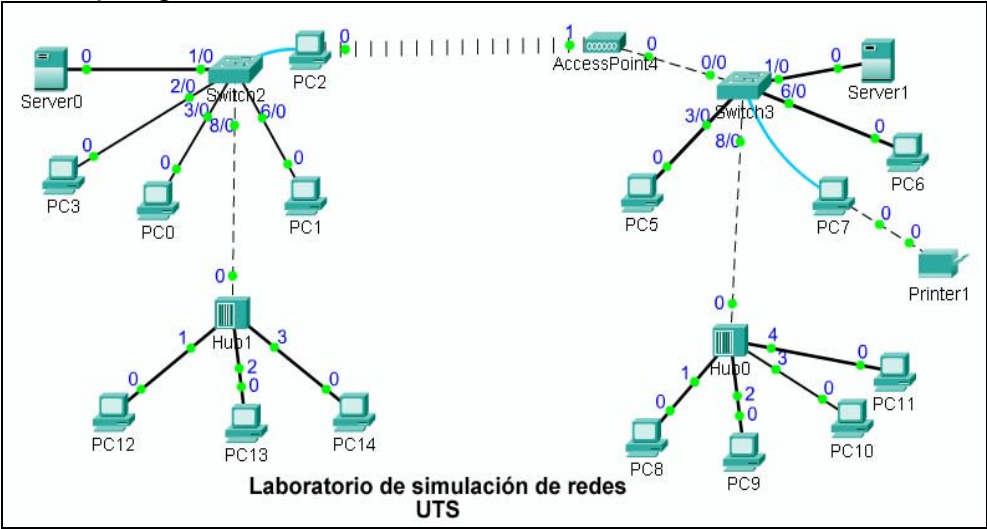 0
1
0
1/0
PC2
AccessPoint4
0
0
0/0
1/0
0
Server0
2/0
Switch2
Server1
3/0
6/0
8/0
6/0
3/0
Switch3
8/0
0
0
0
0
0
PC3
PC0
PC1
PC5
PC6
PC7
0
0
Printer1
0
0
Hub1
Hub0
1
3
2
0
0
0
4
3
1
2
0
0
0
0
PC12
PC13
PC14
PC11
PC10
PC8
PC9
Laboratorio de simulación de redes
UTS